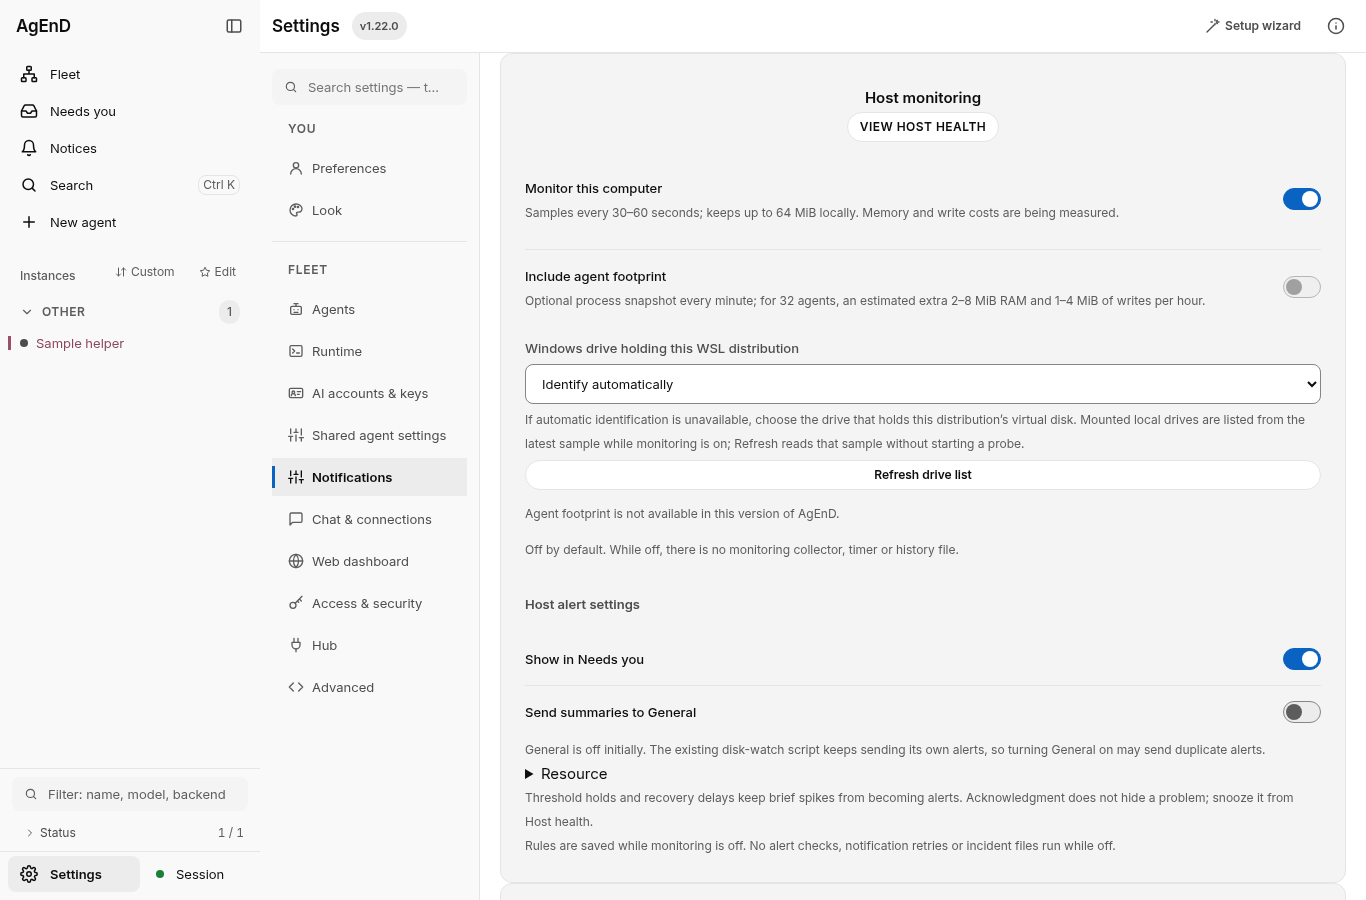 AgEnD
Settings
v1.22.0
Setup wizard
Fleet
Needs you
Notices
Search
Ctrl K
New agent
Instances
Custom
Edit
OTHER
1
Sample helper
Filter: name, model, backend
Status
1 / 1
Settings
Session
Search settings — t...
YOU
Preferences
Look
FLEET
Agents
Runtime
AI accounts & keys
Shared agent settings
Notifications
Chat & connections
Web dashboard
Access & security
Hub
Advanced
Host monitoring
VIEW HOST HEALTH
Monitor this computer
Samples every 30–60 seconds; keeps up to 64 MiB locally. Memory and write costs are being measured.
Include agent footprint
Optional process snapshot every minute; for 32 agents, an estimated extra 2–8 MiB RAM and 1–4 MiB of writes per hour.
Windows drive holding this WSL distribution
Identify automatically
If automatic identification is unavailable, choose the drive that holds this distribution’s virtual disk. Mounted local drives are listed from the
latest sample while monitoring is on; Refresh reads that sample without starting a probe.
Refresh drive list
Agent footprint is not available in this version of AgEnD.
Off by default. While off, there is no monitoring collector, timer or history file.
Host alert settings
Show in Needs you
Send summaries to General
General is off initially. The existing disk-watch script keeps sending its own alerts, so turning General on may send duplicate alerts.
Resource
Threshold holds and recovery delays keep brief spikes from becoming alerts. Acknowledgment does not hide a problem; snooze it from
Host health.
Rules are saved while monitoring is off. No alert checks, notification retries or incident files run while off.